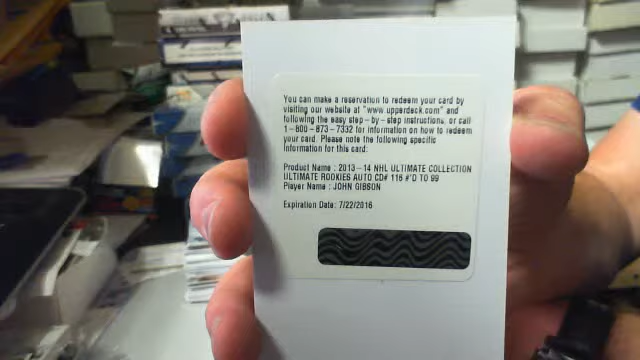 You can make a reservation to redeem your card by
visiting our website at "www.upperdeck.com" and
following the easy step-by-step instructions, or call
1-800-873-7332 for information on how to redeem
your card. Please note the following specific
information for this card:
Product Name : 2013-14 NHL ULTIMATE COLLECTION
ULTIMATE ROOKIES AUTO CD# 116 #'D TO 99
Player Name : JOHN GIBSON
Expiration Date: 7/22/2016